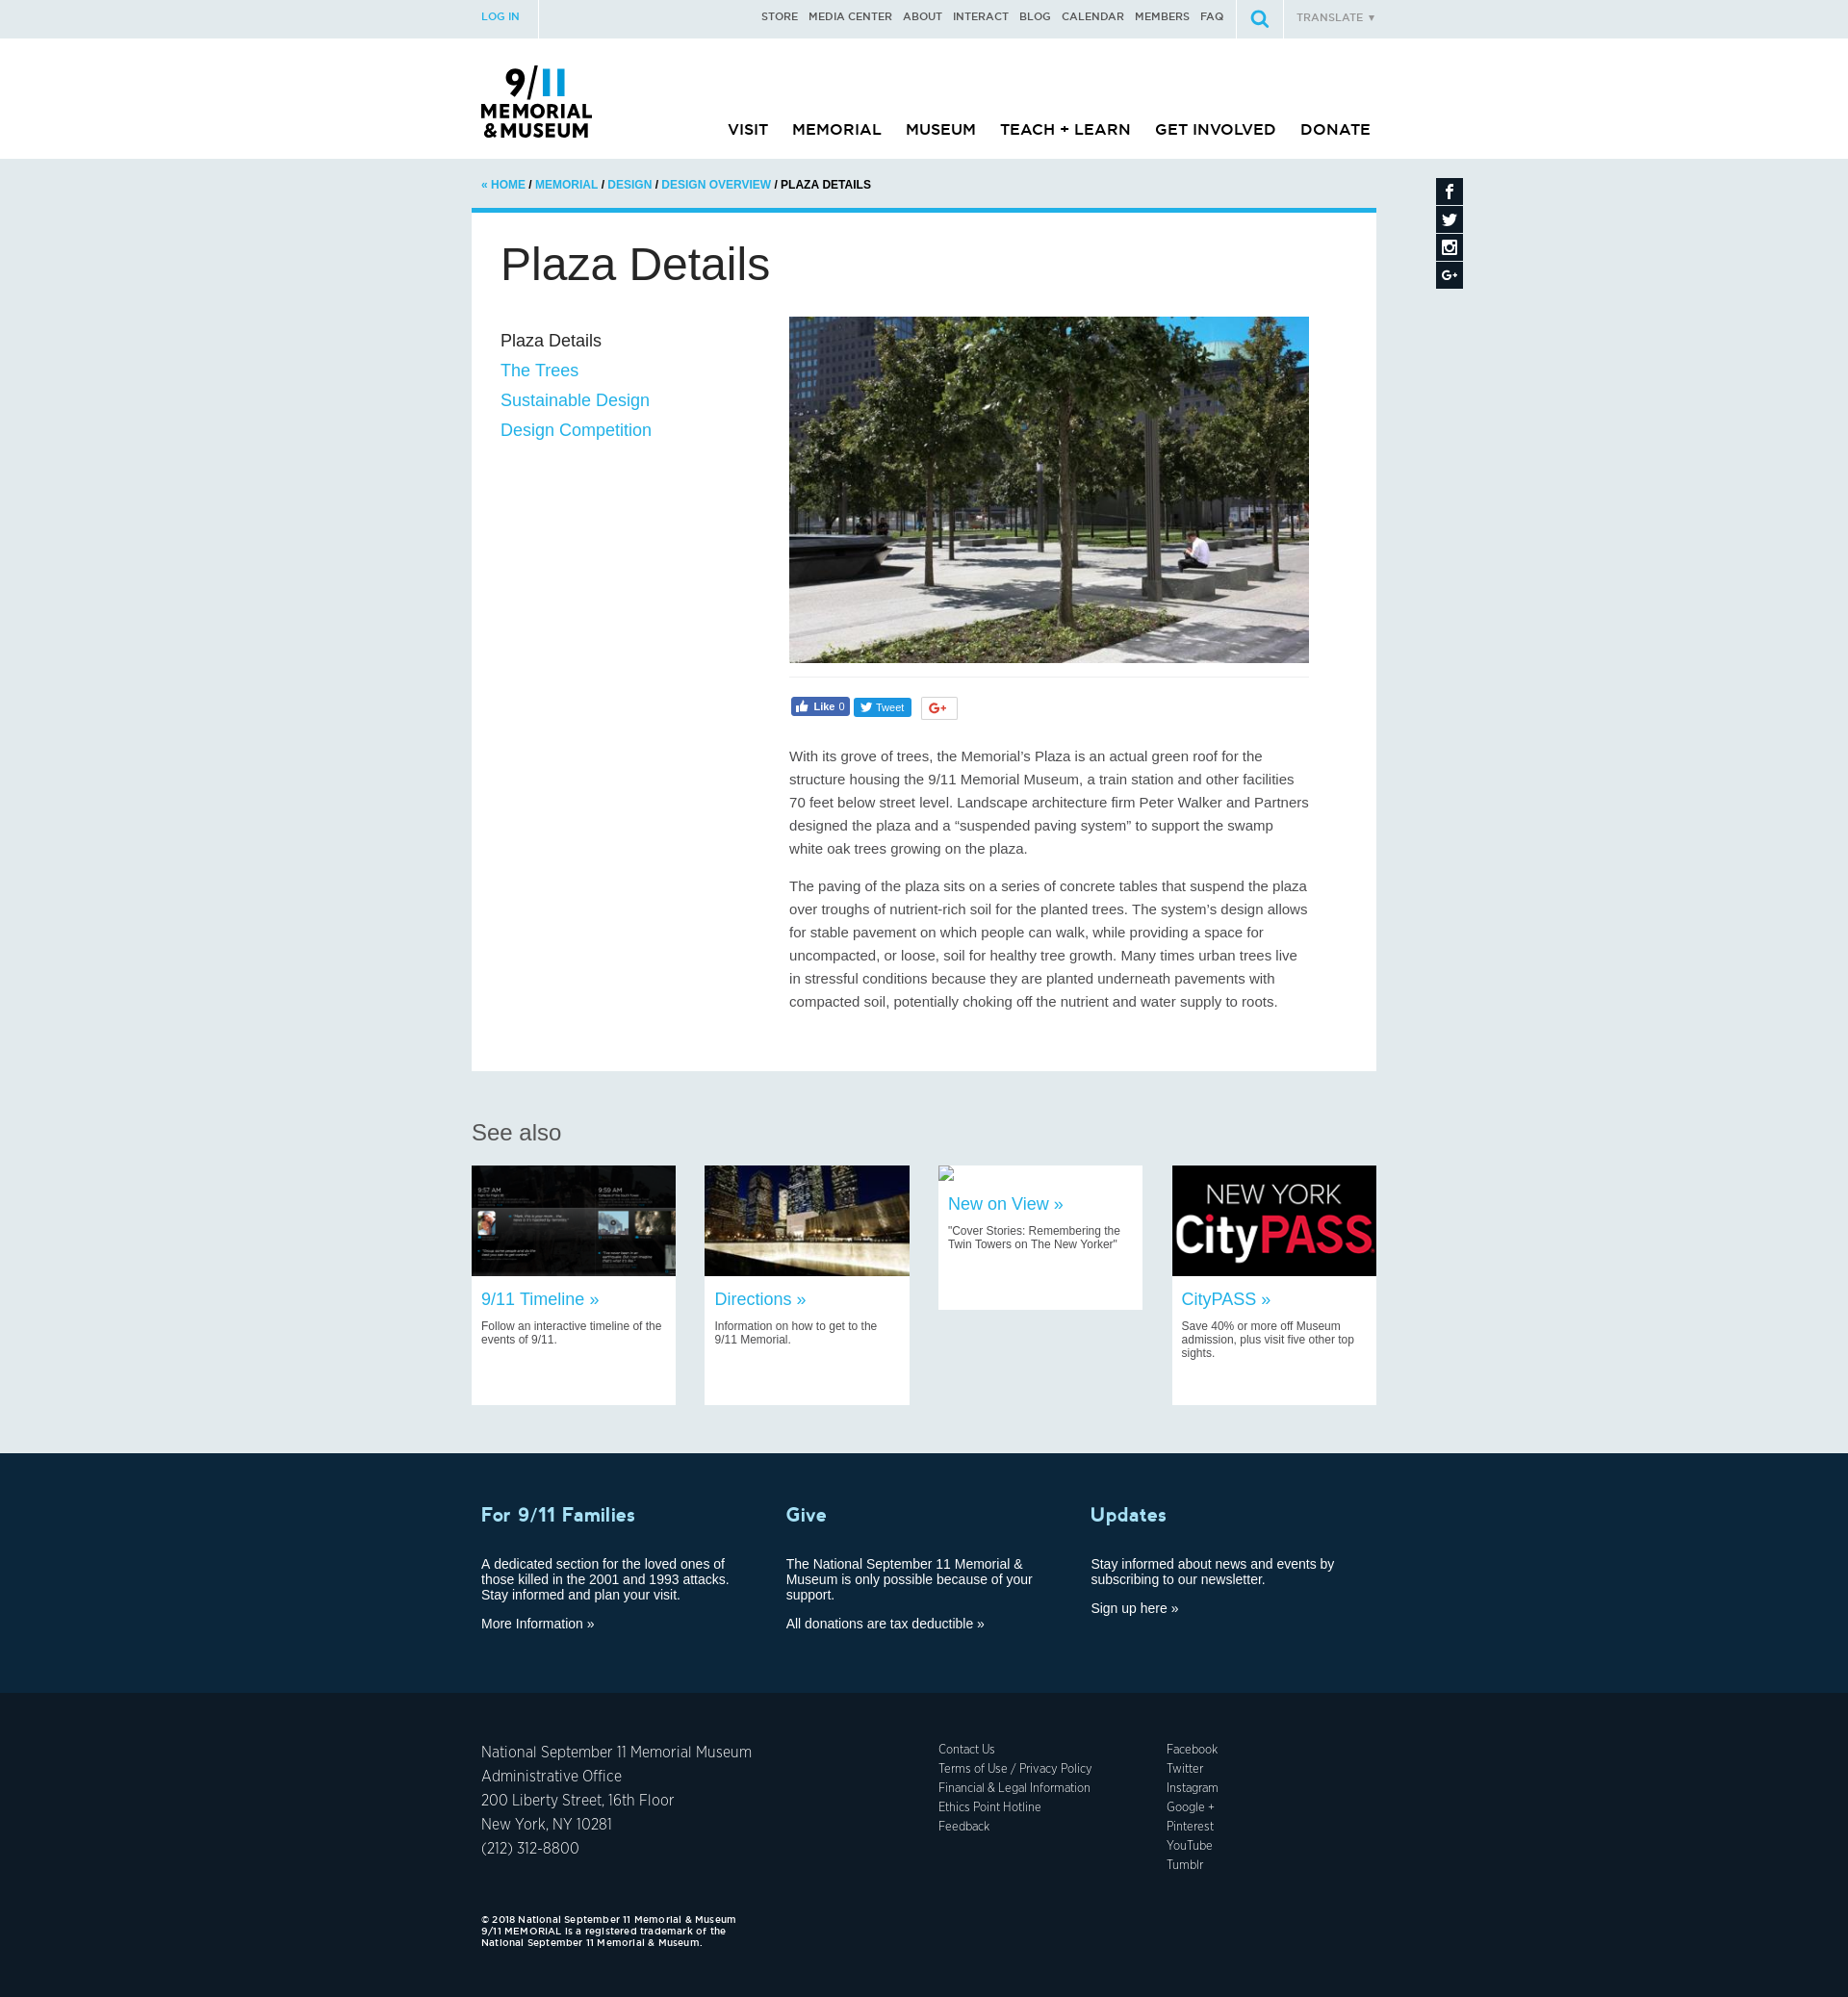 LOG IN
STORE MEDIA CENTER ABOUT INTERACT BLOG CALENDAR MEMBERS FAQ
TRANSLATE ▼
9/11
MEMORIAL
&MUSEUM
VISIT MEMORIAL MUSEUM TEACH + LEARN GET INVOLVED DONATE
« HOME / MEMORIAL / DESIGN / DESIGN OVERVIEW / PLAZA DETAILS
Plaza Details
Plaza Details
The Trees
Sustainable Design
Design Competition
Like 0
Tweet
G+
With its grove of trees, the Memorial’s Plaza is an actual green roof for the
structure housing the 9/11 Memorial Museum, a train station and other facilities
70 feet below street level. Landscape architecture firm Peter Walker and Partners
designed the plaza and a “suspended paving system” to support the swamp
white oak trees growing on the plaza.
The paving of the plaza sits on a series of concrete tables that suspend the plaza
over troughs of nutrient-rich soil for the planted trees. The system’s design allows
for stable pavement on which people can walk, while providing a space for
uncompacted, or loose, soil for healthy tree growth. Many times urban trees live
in stressful conditions because they are planted underneath pavements with
compacted soil, potentially choking off the nutrient and water supply to roots.
See also
9:57 AM
9:59 AM
9/11 Timeline »
Follow an interactive timeline of the
events of 9/11.
Directions »
Information on how to get to the
9/11 Memorial.
New on View »
"Cover Stories: Remembering the
Twin Towers on The New Yorker"
NEW YORK
CityPASS
CityPASS »
Save 40% or more off Museum
admission, plus visit five other top
sights.
For 9/11 Families
A dedicated section for the loved ones of
those killed in the 2001 and 1993 attacks.
Stay informed and plan your visit.
More Information »
Give
The National September 11 Memorial &
Museum is only possible because of your
support.
All donations are tax deductible »
Updates
Stay informed about news and events by
subscribing to our newsletter.
Sign up here »
National September 11 Memorial Museum
Administrative Office
200 Liberty Street, 16th Floor
New York, NY 10281
(212) 312-8800
Contact Us
Terms of Use / Privacy Policy
Financial & Legal Information
Ethics Point Hotline
Feedback
Facebook
Twitter
Instagram
Google +
Pinterest
YouTube
Tumblr
© 2018 National September 11 Memorial & Museum
9/11 MEMORIAL is a registered trademark of the
National September 11 Memorial & Museum.